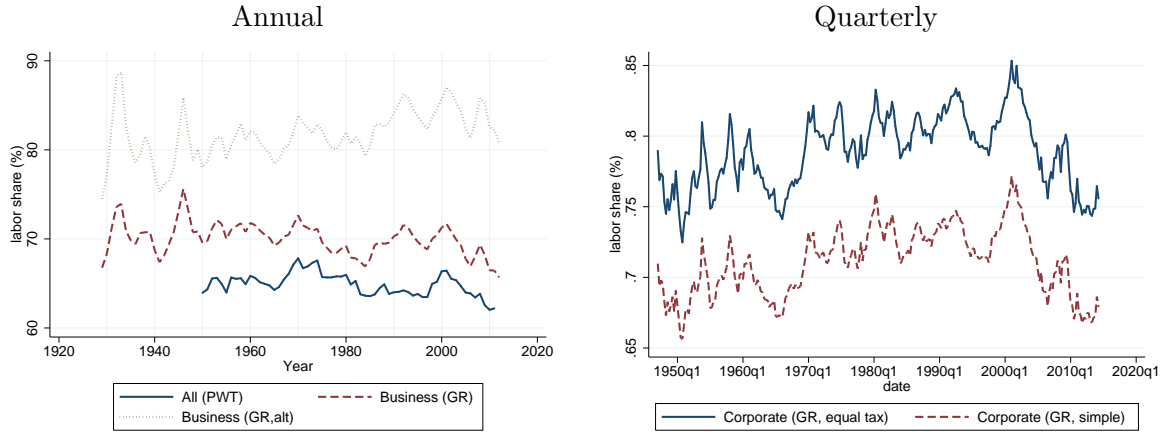 Annual
labor share (%)
90
80
70
60
1920
1940
1960
1980
2000
2020
Year
All (PWT)
Business (GR)
Business (GR,alt)
Quarterly
labor share (%)
.85
.8
.75
.7
.65
1950q1
1960q1
1970q1
1980q1
1990q1
2000q1
2010q1
2020q1
date
Corporate (GR, equal tax)
Corporate (GR, simple)